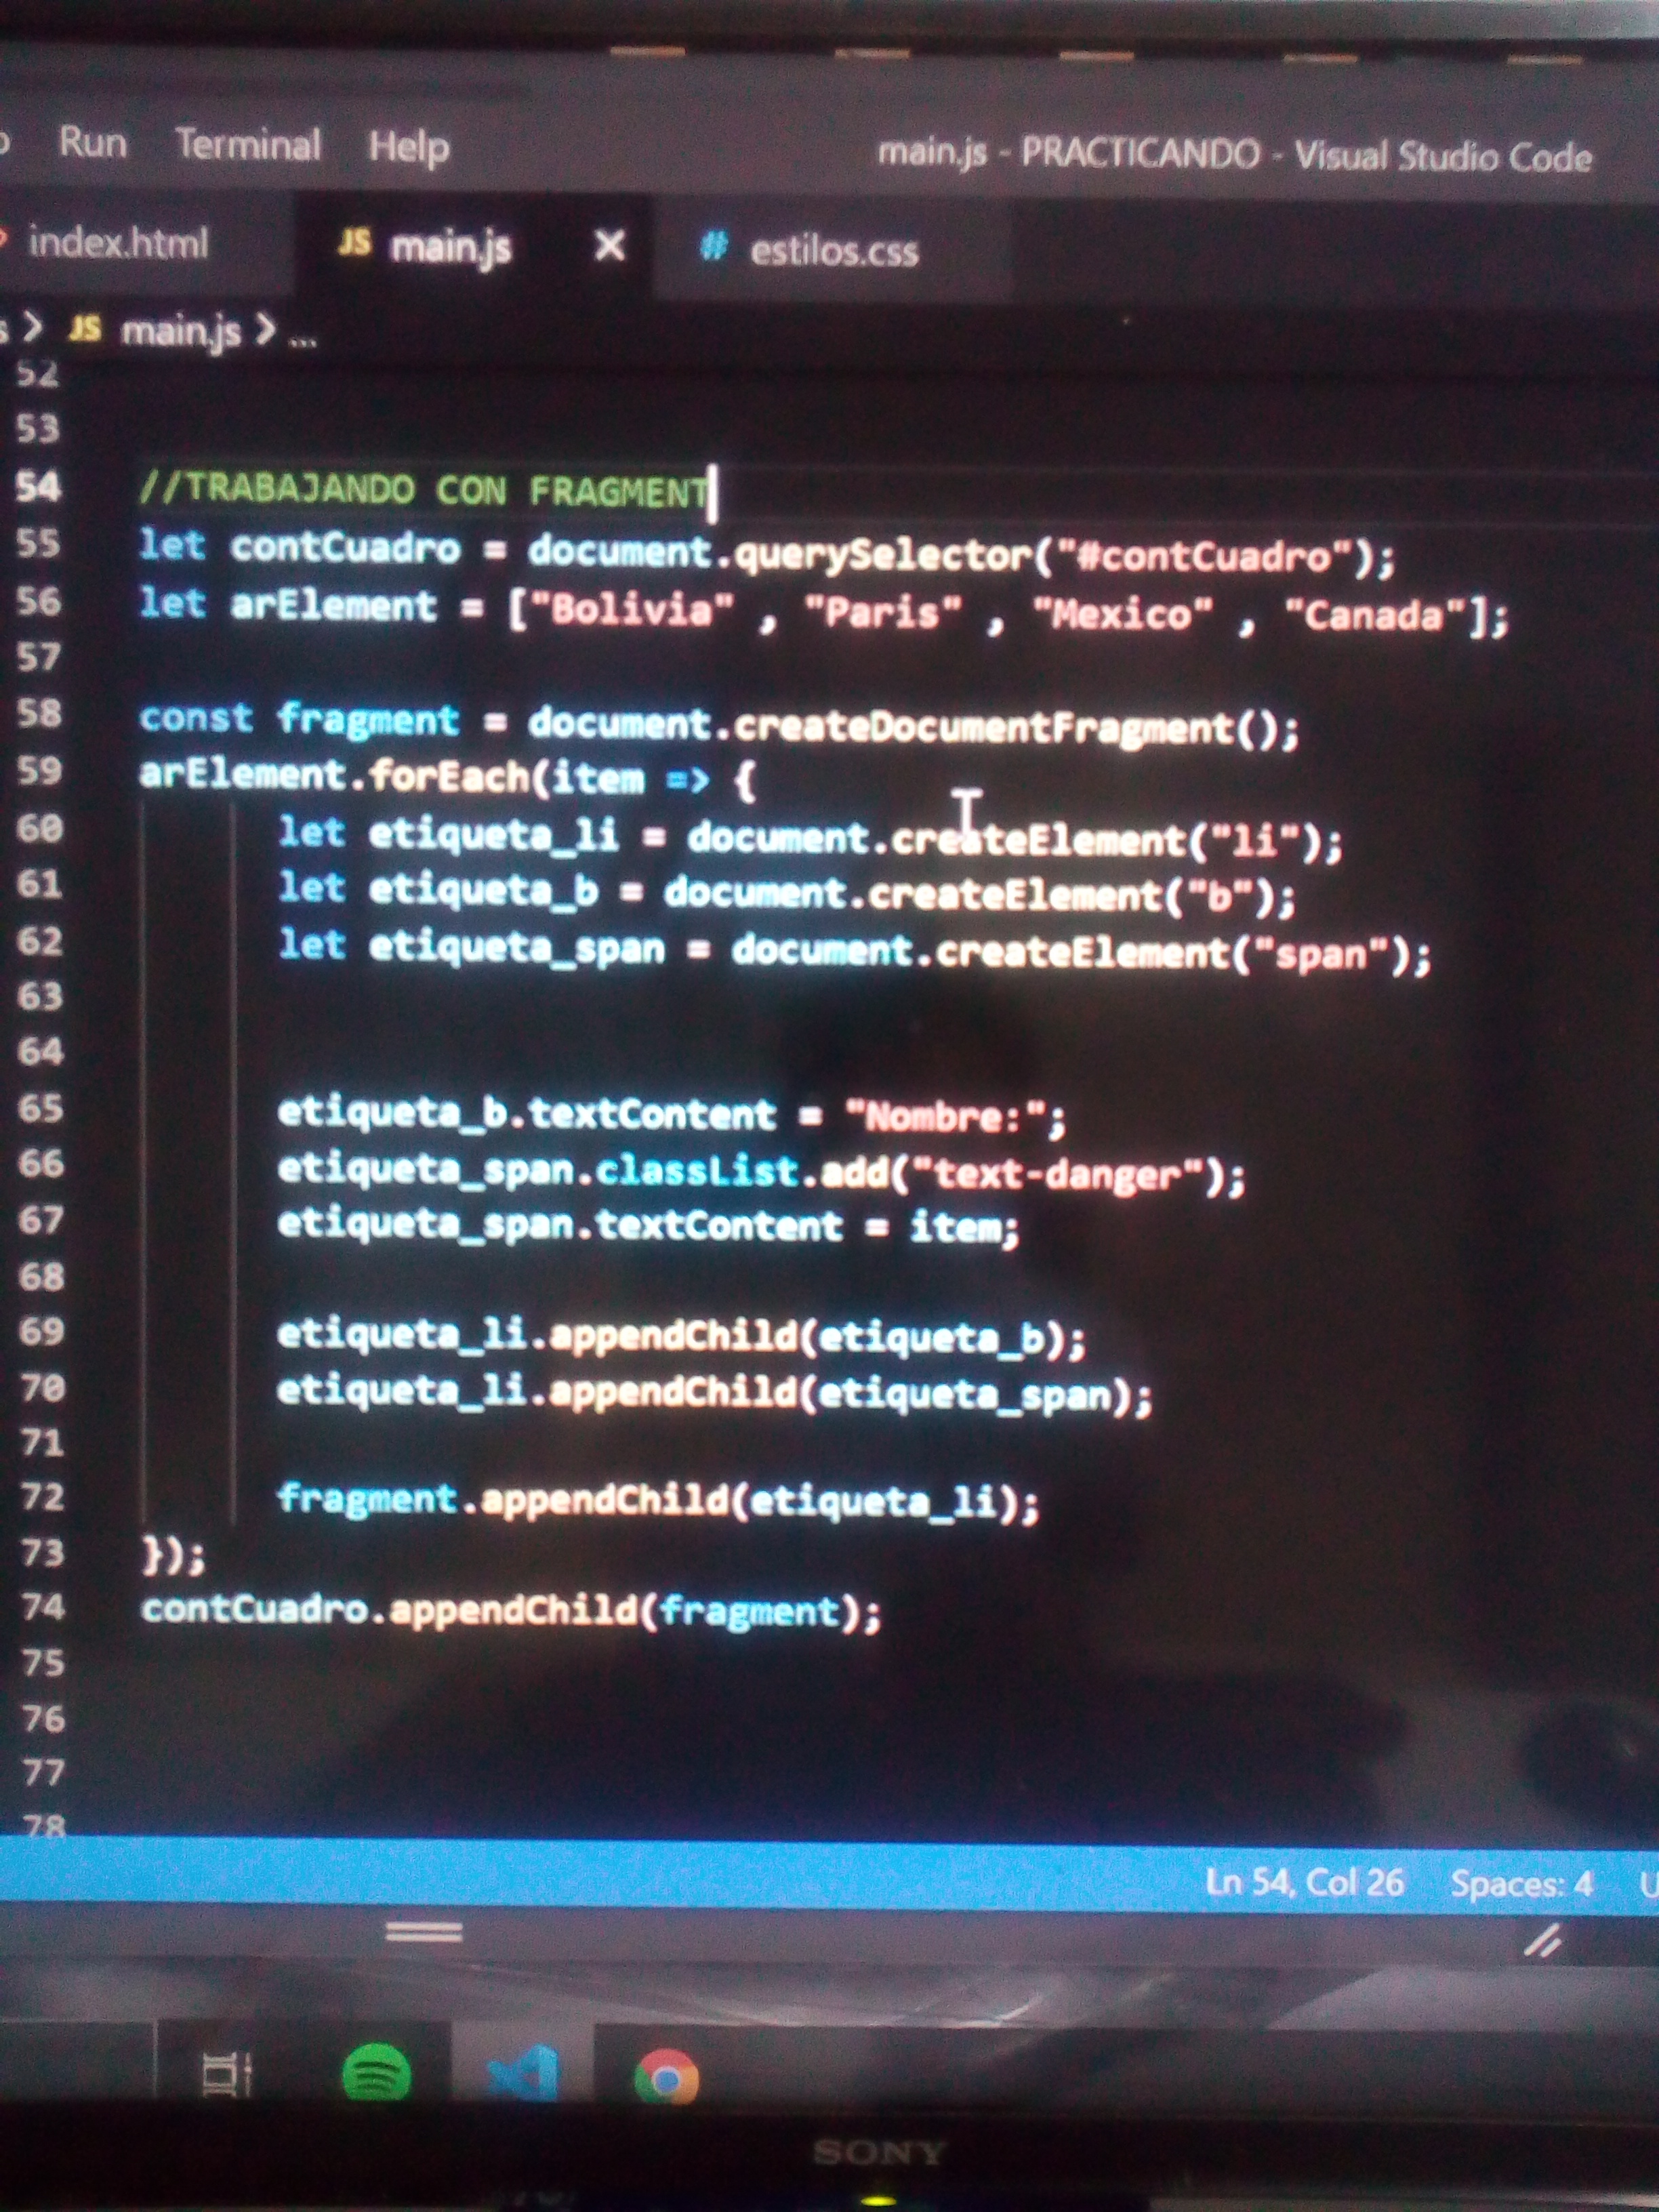 Run Terminal Help main.js - PRACTICANDO - Visual Studio Code
index.html JS main.js # estilos.css
s > JS main.js > ...
52
53
54 //TRABAJANDO CON FRAGMENT
55 let contCuadro = document.querySelector("#contCuadro");
56 let arElement = ["Bolivia" , "Paris" , "Mexico" , "Canada"];
57
58 const fragment = document.createDocumentFragment();
59 arElement.forEach(item => {
60 let etiqueta_li = document.createElement("li");
61 let etiqueta_b = document.createElement("b");
62 let etiqueta_span = document.createElement("span");
63
64
65 etiqueta_b.textContent = "Nombre:";
66 etiqueta_span.classList.add("text-danger");
67 etiqueta_span.textContent = item;
68
69 etiqueta_li.appendChild(etiqueta_b);
70 etiqueta_li.appendChild(etiqueta_span);
71
72 fragment.appendChild(etiqueta_li);
73 });
74 contCuadro.appendChild(fragment);
75
76
77
78
Ln 54, Col 26 Spaces: 4 U
SONY